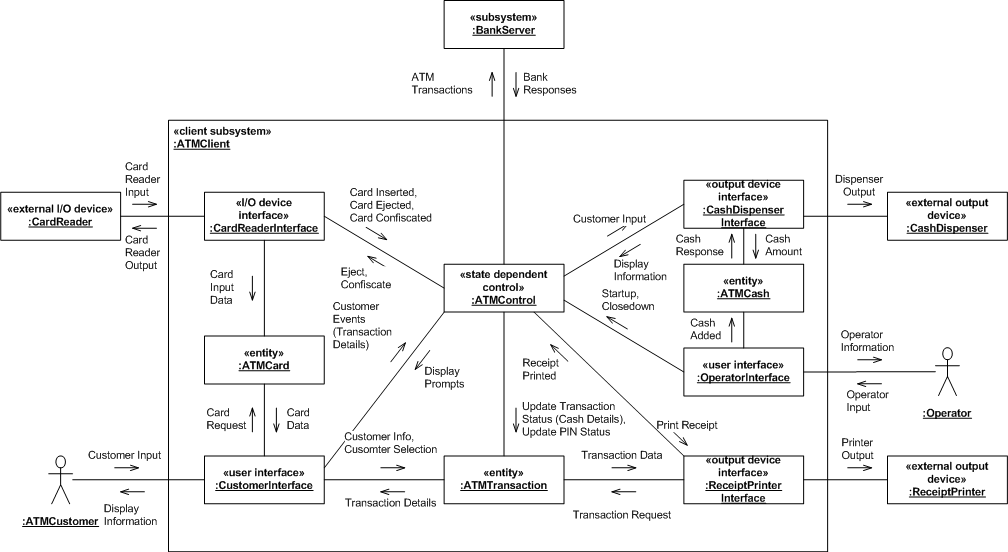 «subsystem»
:BankServer
ATM
Transactions
Bank
Responses
«client subsystem»
:ATMClient
Card
Reader
Input
«external I/O device»
:CardReader
Card
Reader
Output
«I/O device
interface»
:CardReaderInterface
Card Inserted,
Card Ejected,
Card Confiscated
Eject,
Confiscate
Customer Input
Display
Information
«output device
interface»
:CashDispenser
Interface
Dispenser
Output
«external output
device»
:CashDispenser
Cash
Response
Cash
Amount
Card
Input
Data
«state dependent
control»
:ATMControl
«entity»
:ATMCash
Startup,
Closedown
Cash
Added
Customer
Events
(Transaction
Details)
Display
Prompts
«entity»
:ATMCard
Receipt
Printed
«user interface»
:OperatorInterface
Operator
Information
Operator
Input
:Operator
Card
Request
Card
Data
Update Transaction
Status (Cash Details),
Update PIN Status
Print Receipt
Customer Input
Display
Information
:ATMCustomer
«user interface»
:CustomerInterface
Customer Info,
Cusomter Selection
Transaction Details
«entity»
:ATMTransaction
Transaction Data
Transaction Request
«output device
interface»
:ReceiptPrinter
Interface
Printer
Output
«external output
device»
:ReceiptPrinter